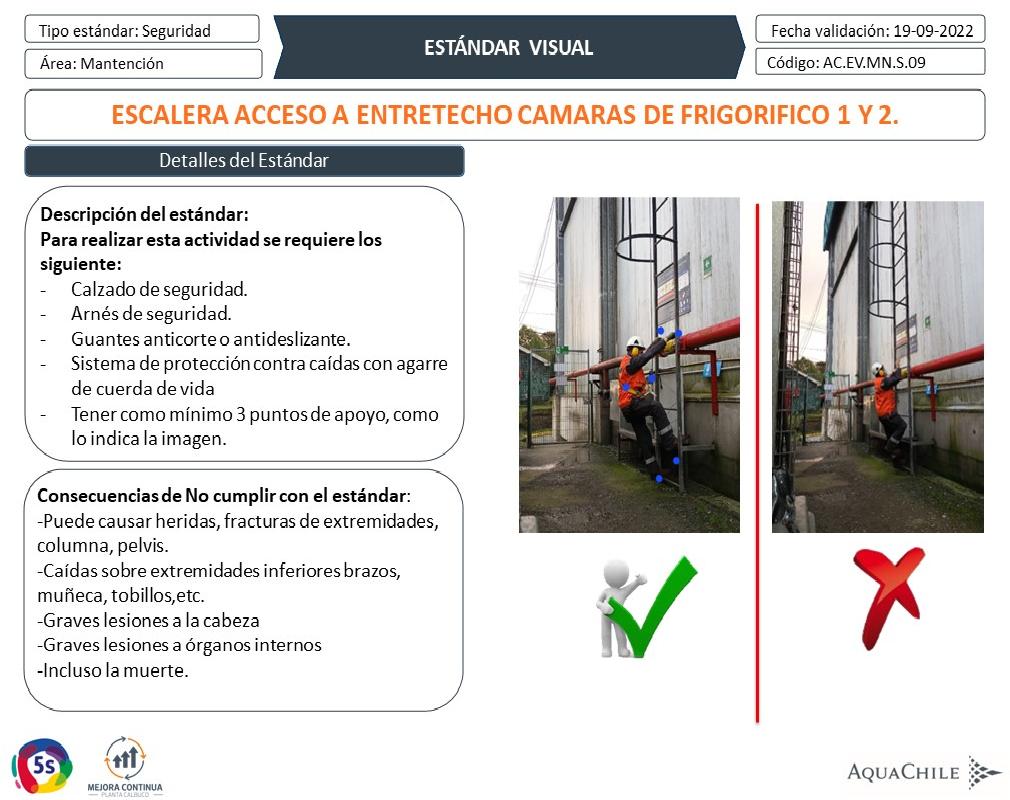 Tipo estándar: Seguridad
Área: Mantención
ESTÁNDAR VISUAL
Fecha validación: 19-09-2022
Código: AC.EV.MN.S.09
ESCALERA ACCESO A ENTRETECHO CAMARAS DE FRIGORIFICO 1 Y 2.
Detalles del Estándar
Descripción del estándar:
Para realizar esta actividad se requiere los
siguiente:
- Calzado de seguridad.
- Arnés de seguridad.
- Guantes anticorte o antideslizante.
- Sistema de protección contra caídas con agarre
de cuerda de vida
- Tener como mínimo 3 puntos de apoyo, como
lo indica la imagen.
Consecuencias de No cumplir con el estándar:
-Puede causar heridas, fracturas de extremidades,
columna, pelvis.
-Caídas sobre extremidades inferiores brazos,
muñeca, tobillos,etc.
-Graves lesiones a la cabeza
-Graves lesiones a órganos internos
-Incluso la muerte.
5s
MEJORA CONTINUA
PLANTA CALBUCO
AQUACHILE